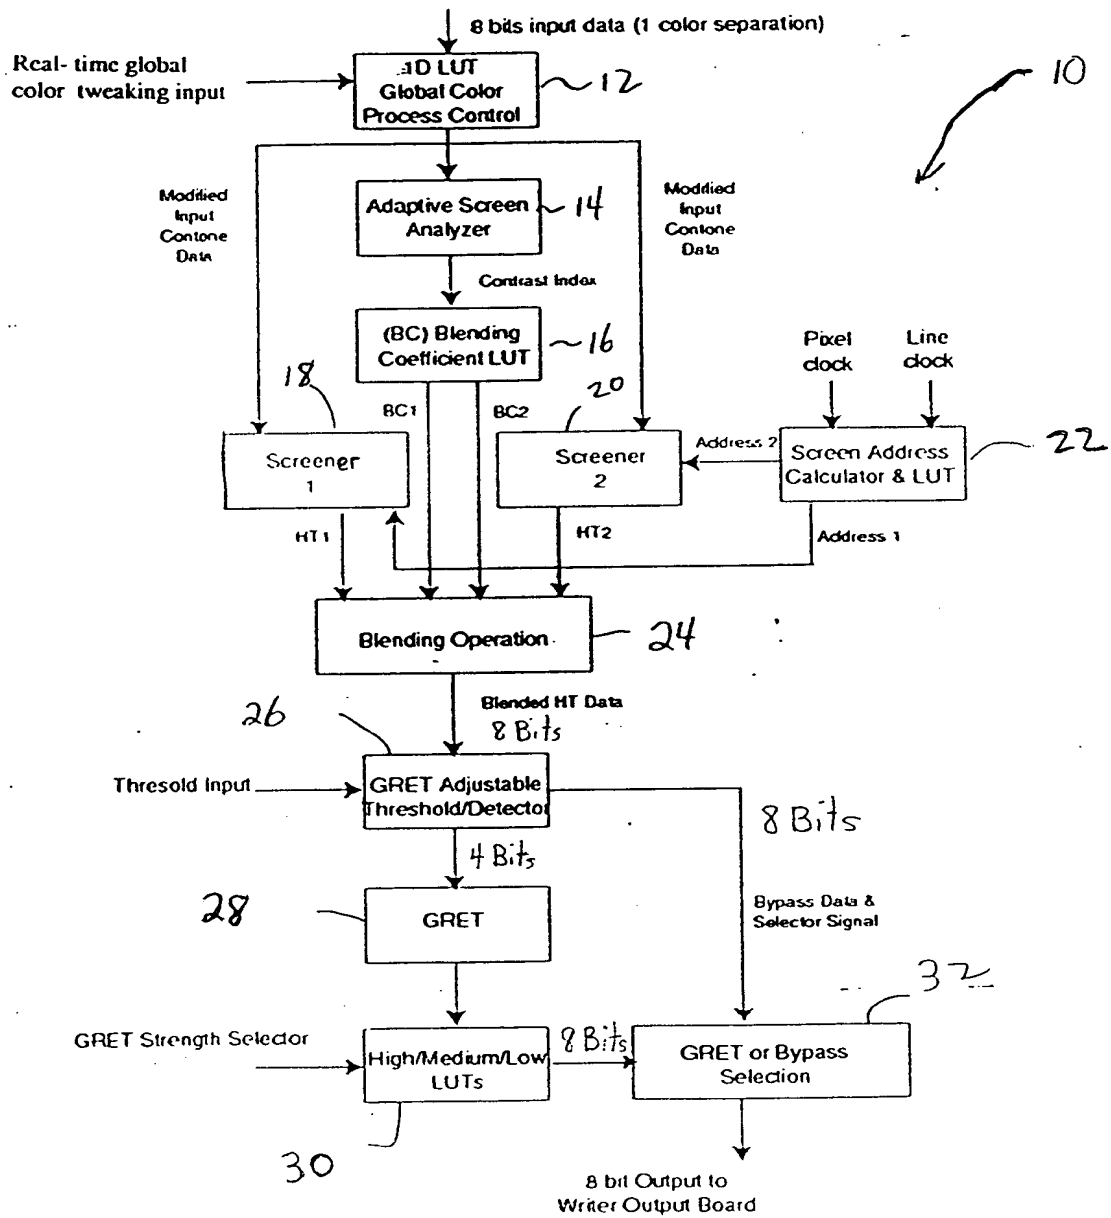 8 bits input data (1 color separation)
Real-time global
color tweaking input
1D LUT
Global Color
Process Control
12
10
Modified
Input
Contone
Data
Adaptive Screen
Analyzer
14
Modified
Input
Contone
Data
Contrast Index
(BC) Blending
Coefficient LUT
16
Pixel
clock
Line
clock
18
BC1
BC2
20
Screener
1
Screener
2
Address 2
Screen Address
Calculator & LUT
22
HT1
HT2
Address 1
Blending Operation
24
Blended HT Data
8 Bits
26
Thresold Input
GRET Adjustable
Threshold/Detector
8 Bits
4 Bits
28
GRET
Bypass Data &
Selector Signal
32
GRET Strength Selector
High/Medium/Low
LUTs
8 Bits
GRET or Bypass
Selection
30
8 bit Output to
Writer Output Board